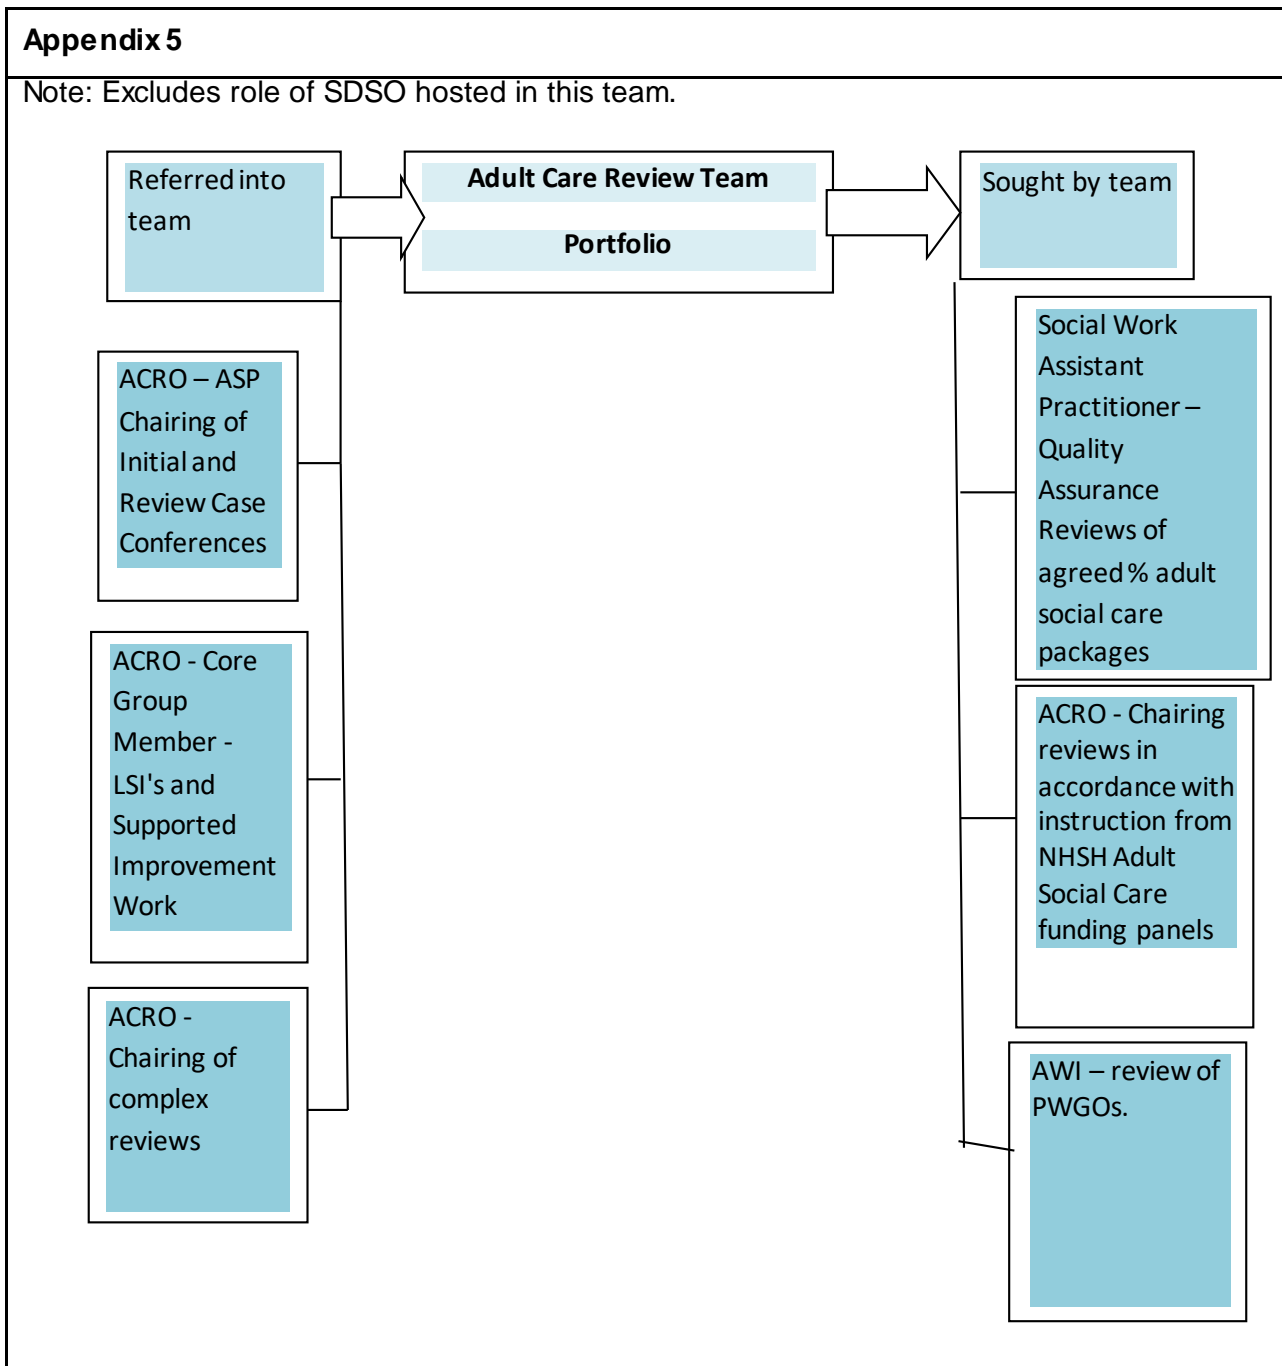 Appendix 5
Note: Excludes role of SDSO hosted in this team.
Referred into
team
Adult Care Review Team
Portfolio
Sought by team
ACRO – ASP
Chairing of
Initial and
Review Case
Conferences
ACRO - Core
Group
Member -
LSI's and
Supported
Improvement
Work
ACRO -
Chairing of
complex
reviews
Social Work
Assistant
Practitioner –
Quality
Assurance
Reviews of
agreed % adult
social care
packages
ACRO - Chairing
reviews in
accordance with
instruction from
NHSH Adult
Social Care
funding panels
AWI – review of
PWGOs.